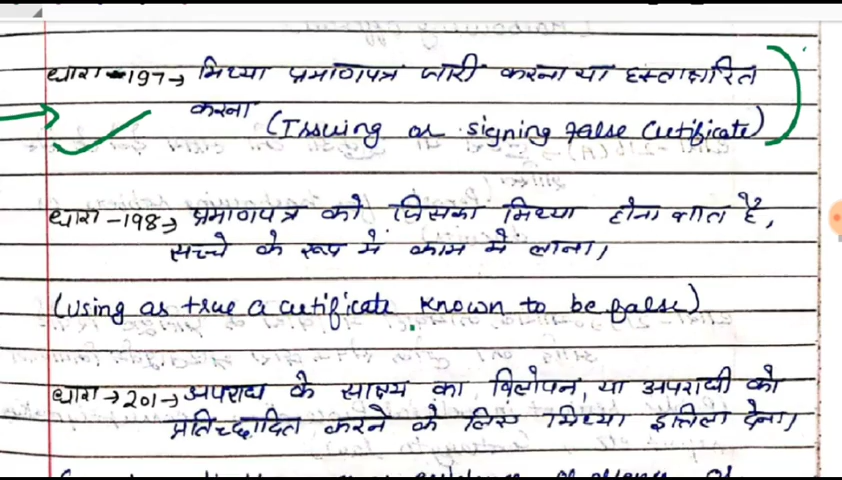 धारा-197→ मिथ्या प्रमाणपत्र जारी करना या हस्ताक्षरित
करना
(Issuing or signing false Certificate)
धारा-198→ प्रमाणपत्र को जिसका मिथ्या होना ज्ञात है,
सच्चे के रूप में काम में लाना।
(using as true a certificate known to be false)
धारा→201→ अपराध के साक्ष्य का विलोपन, या अपराधी को
प्रतिच्छादित करने के लिए मिथ्या इत्तिला देना।